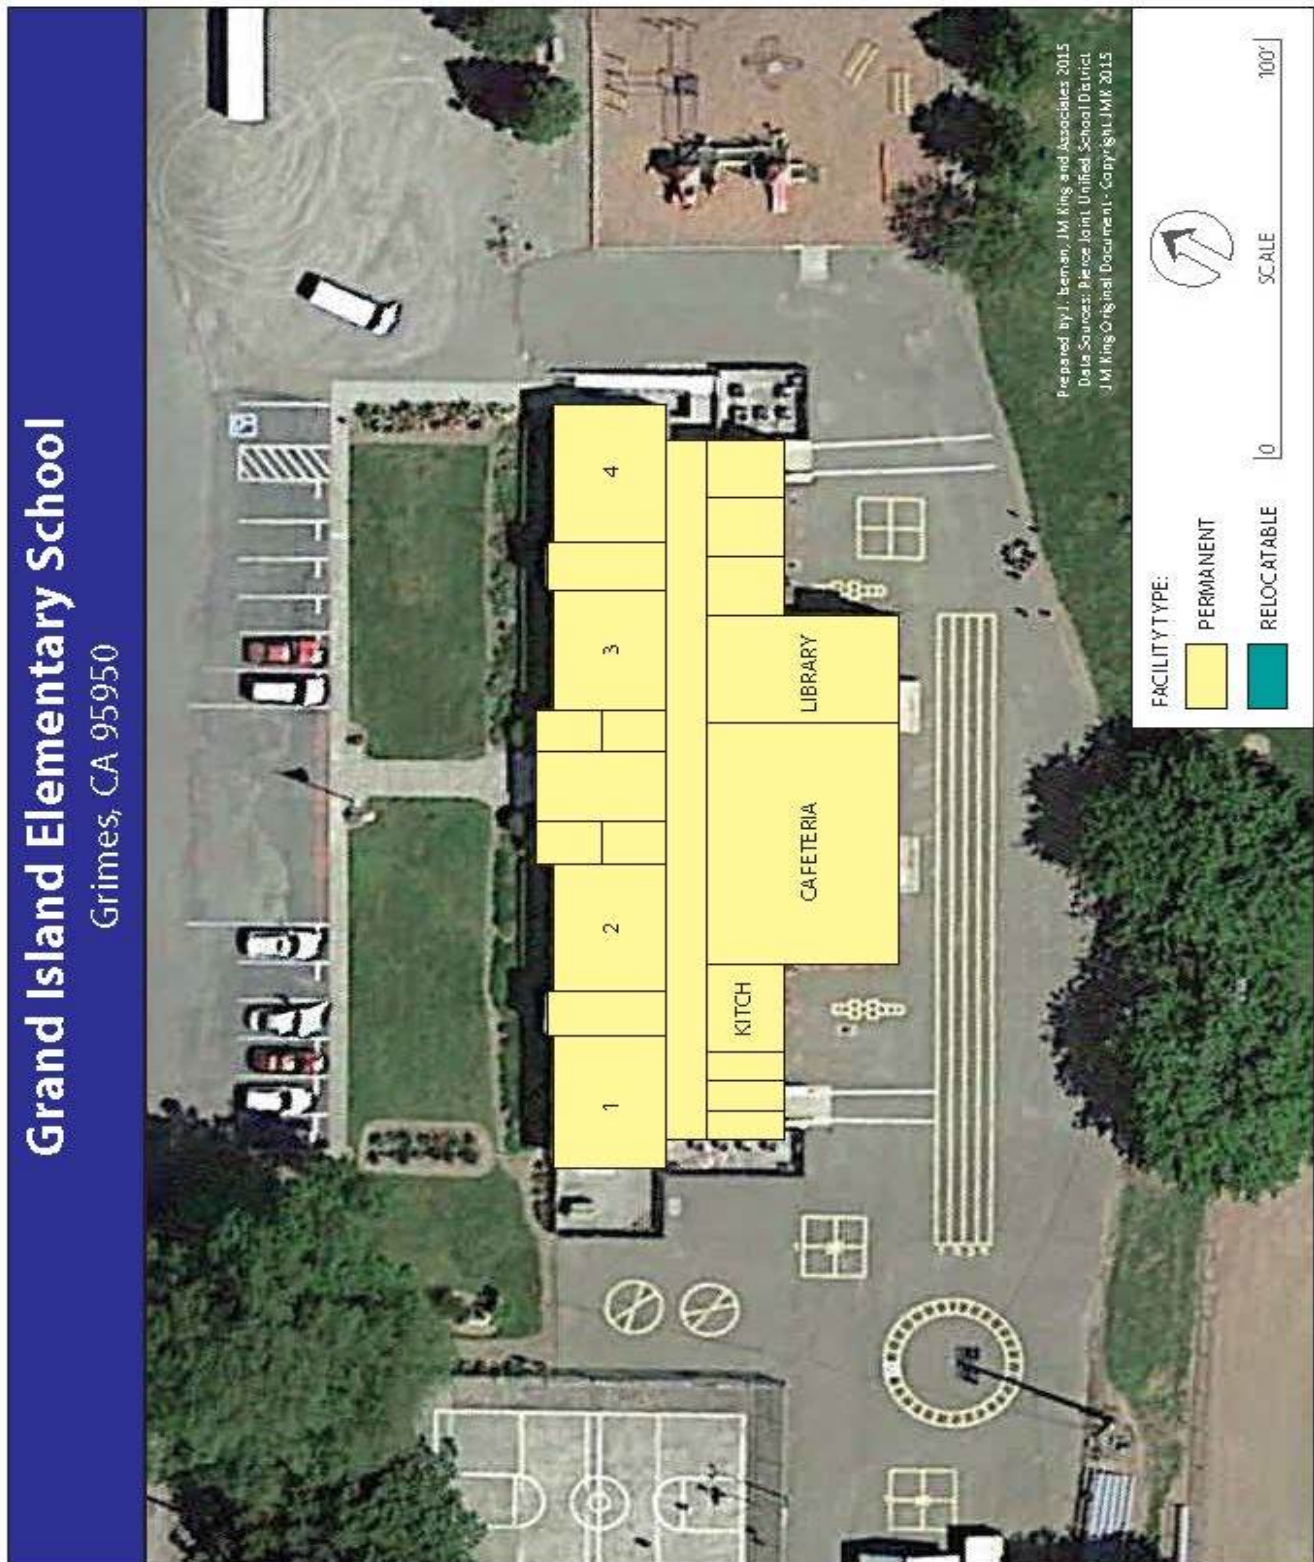 Grand Island Elementary School
Grimes, CA 95950
1
2
3
4
KITCH
CAFETERIA
LIBRARY
Prepared by J. Iseman, JM King and Associates 2015
Data Sources: Pierce Joint Unified School District
JM King Original Document - Copyright JMK 2015
FACILITY TYPE:
PERMANENT
RELOCATABLE
0
100'
SCALE